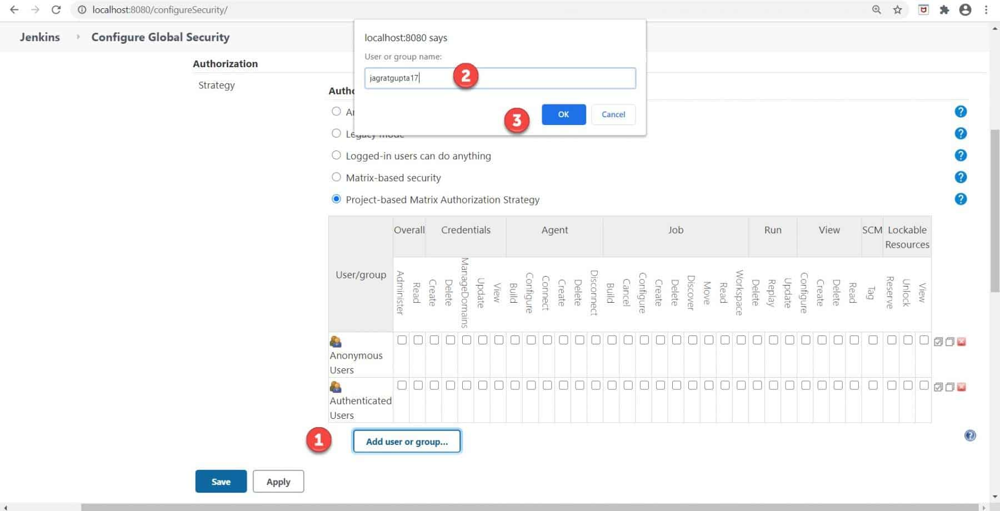 localhost:8080/configureSecurity/
Jenkins > Configure Global Security
localhost:8080 says
User or group name:
jagratgupta17
2
3
OK Cancel
Authorization
Strategy
Logged-in users can do anything
Matrix-based security
Project-based Matrix Authorization Strategy
User/group Overall Credentials Agent Job Run View SCM Lockable Resources
Administer Read Create Delete ManageDomains Update View Build Configure Connect Create Delete Disconnect Build Cancel Configure Create Delete Discover Move Read Workspace Delete Replay Update Configure Create Delete Read Tag Reserve Unlock View
Anonymous
Users
Authenticated
Users
1
Add user or group...
Save Apply